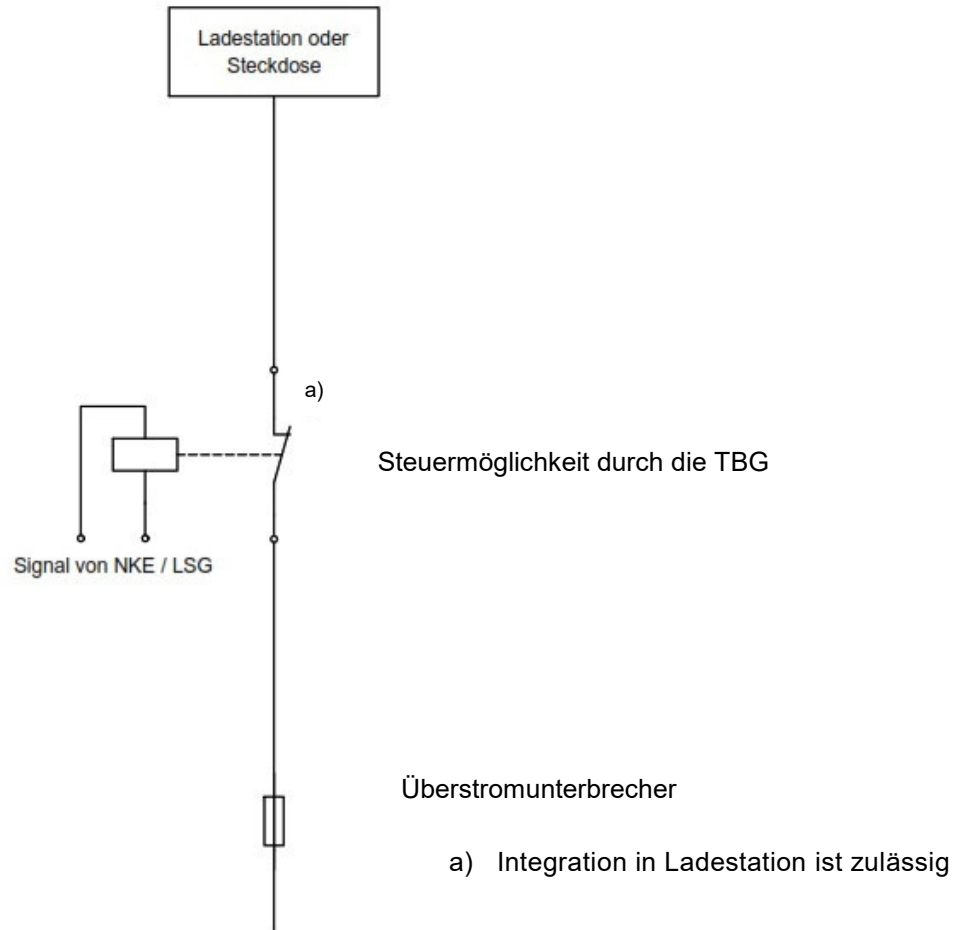 Ladestation oder
Steckdose
a)
Steuermöglichkeit durch die TBG
Signal von NKE / LSG
Überstromunterbrecher
a) Integration in Ladestation ist zulässig